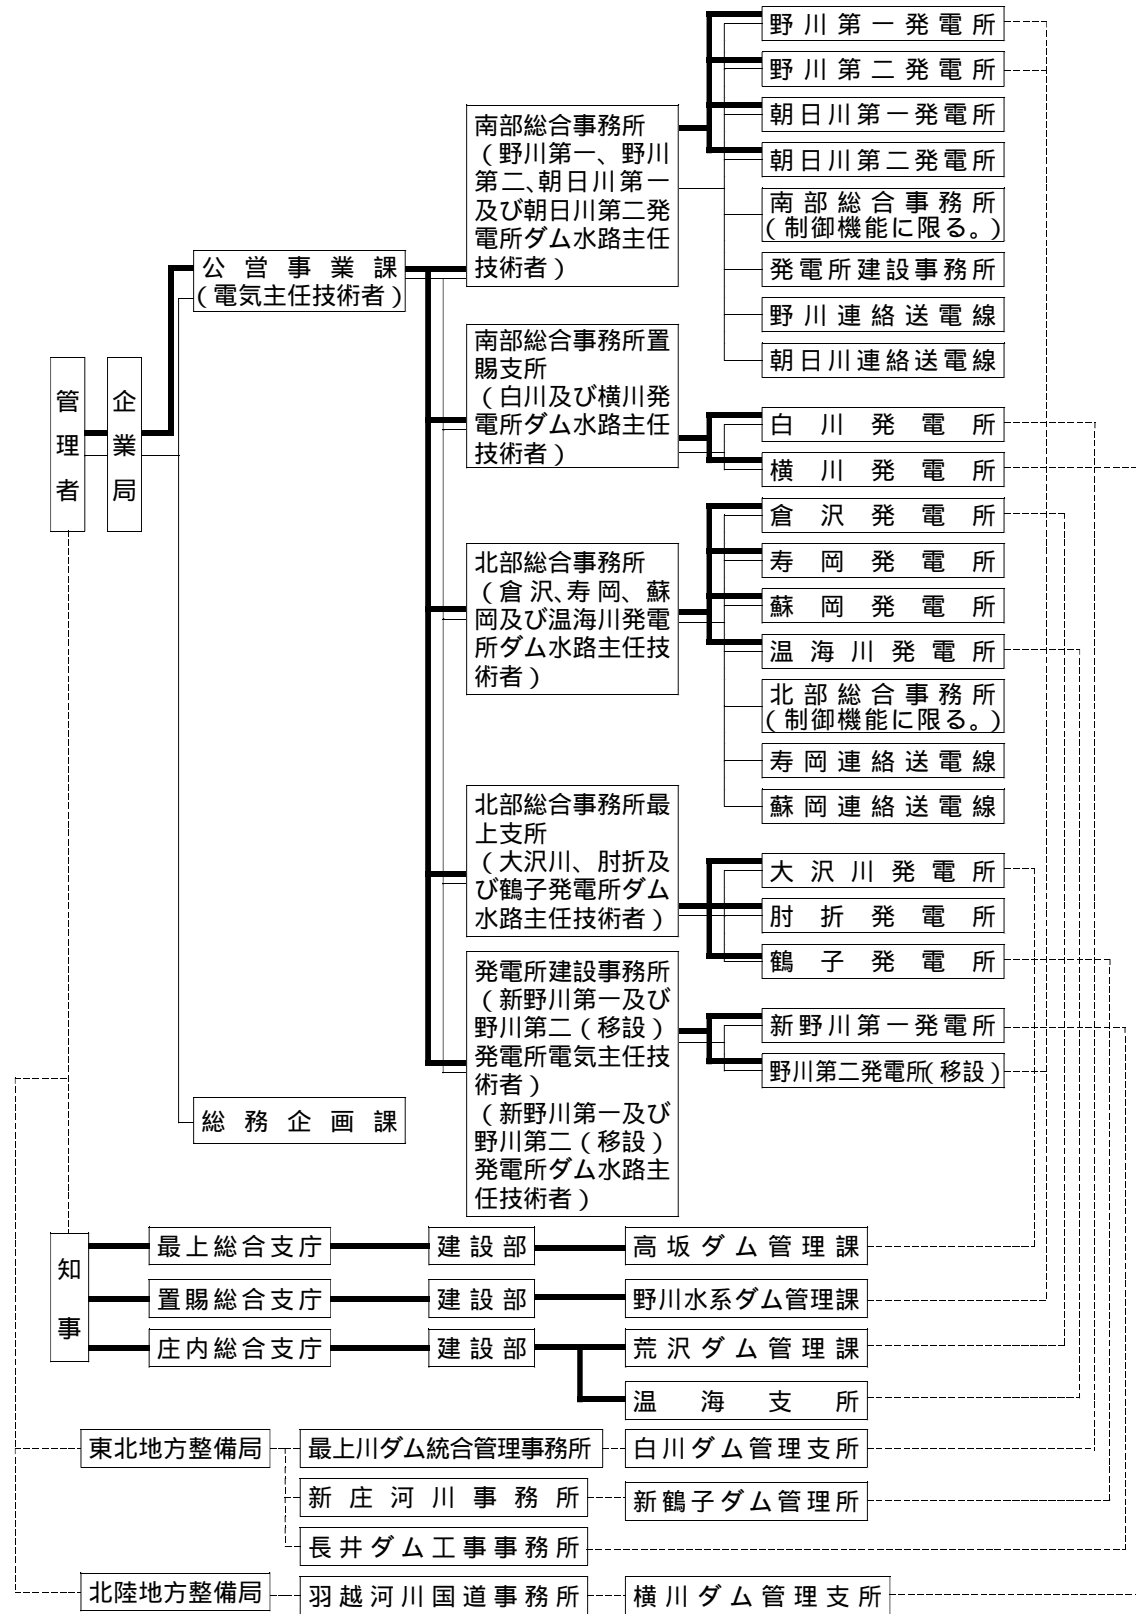 管理者
企業局
公営事業課
(電気主任技術者)
総務企画課
南部総合事務所
(野川第一、野川
第二、朝日川第一
及び朝日川第二発
電所ダム水路主任
技術者)
野川第一発電所
野川第二発電所
朝日川第一発電所
朝日川第二発電所
南部総合事務所
(制御機能に限る。)
発電所建設事務所
野川連絡送電線
朝日川連絡送電線
南部総合事務所置
賜支所
(白川及び横川発
電所ダム水路主任
技術者)
白川発電所
横川発電所
北部総合事務所
(倉沢、寿岡、蘇
岡及び温海川発電
所ダム水路主任技
術者)
倉沢発電所
寿岡発電所
蘇岡発電所
温海川発電所
北部総合事務所
(制御機能に限る。)
寿岡連絡送電線
蘇岡連絡送電線
北部総合事務所最
上支所
(大沢川、肘折及
び鶴子発電所ダム
水路主任技術者)
大沢川発電所
肘折発電所
鶴子発電所
発電所建設事務所
(新野川第一及び
野川第二(移設)
発電所電気主任技
術者)
(新野川第一及び
野川第二(移設)
発電所ダム水路主
任技術者)
新野川第一発電所
野川第二発電所(移設)
知事
最上総合支庁
建設部
高坂ダム管理課
置賜総合支庁
建設部
野川水系ダム管理課
庄内総合支庁
建設部
荒沢ダム管理課
温海支所
東北地方整備局
最上川ダム統合管理事務所
白川ダム管理支所
新庄河川事務所
新鶴子ダム管理所
長井ダム工事事務所
北陸地方整備局
羽越河川国道事務所
横川ダム管理支所